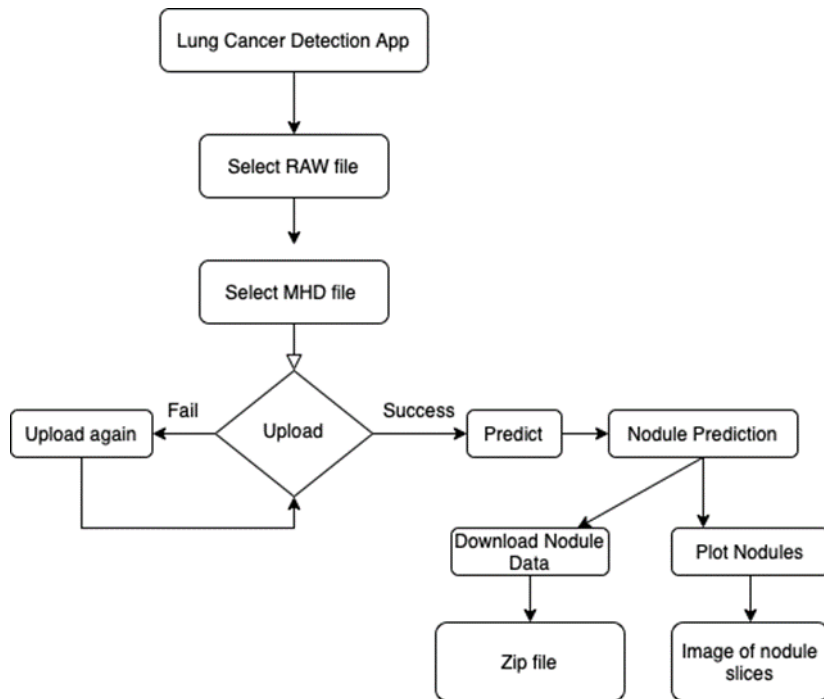 Lung Cancer Detection App
Select RAW file
Select MHD file
Fail
Success
Upload again
Upload
Predict
Nodule Prediction
Download Nodule
Data
Plot Nodules
Zip file
Image of nodule
slices